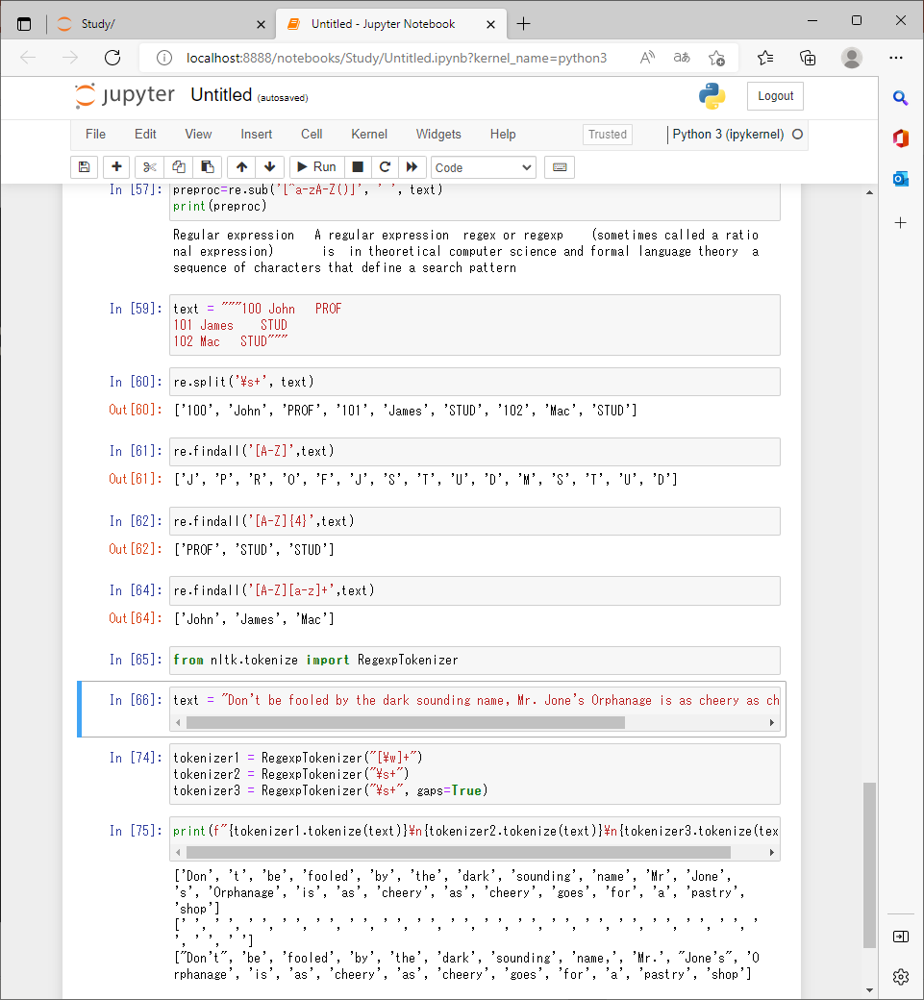 Study/
Untitled - Jupyter Notebook
localhost:8888/notebooks/Study/Untitled.ipynb?kernel_name=python3
jupyter Untitled (autosaved)
Logout
File Edit View Insert Cell Kernel Widgets Help
Trusted
Python 3 (ipykernel)
Run
Code
In [57]: preproc=re.sub('[^a-zA-Z()]', ' ', text)
print(preproc)
Regular expression   A regular expression  regex or regexp    (sometimes called a ratio
nal expression)       is  in theoretical computer science and formal language theory  a
sequence of characters that define a search pattern
In [59]: text = """100 John   PROF
101 James    STUD
102 Mac   STUD"""
In [60]: re.split('¥s+', text)
Out[60]: ['100', 'John', 'PROF', '101', 'James', 'STUD', '102', 'Mac', 'STUD']
In [61]: re.findall('[A-Z]',text)
Out[61]: ['J', 'P', 'R', 'O', 'F', 'J', 'S', 'T', 'U', 'D', 'M', 'S', 'T', 'U', 'D']
In [62]: re.findall('[A-Z]{4}',text)
Out[62]: ['PROF', 'STUD', 'STUD']
In [64]: re.findall('[A-Z][a-z]+',text)
Out[64]: ['John', 'James', 'Mac']
In [65]: from nltk.tokenize import RegexpTokenizer
In [66]: text = "Don't be fooled by the dark sounding name, Mr. Jone's Orphanage is as cheery as ch
In [74]: tokenizer1 = RegexpTokenizer("[¥w]+")
tokenizer2 = RegexpTokenizer("¥s+")
tokenizer3 = RegexpTokenizer("¥s+", gaps=True)
In [75]: print(f"{tokenizer1.tokenize(text)}¥n{tokenizer2.tokenize(text)}¥n{tokenizer3.tokenize(tex
['Don', 't', 'be', 'fooled', 'by', 'the', 'dark', 'sounding', 'name', 'Mr', 'Jone',
's', 'Orphanage', 'is', 'as', 'cheery', 'as', 'cheery', 'goes', 'for', 'a', 'pastry',
'shop']
[' ', ' ', ' ', ' ', ' ', ' ', ' ', ' ', ' ', ' ', ' ', ' ', ' ', ' ', ' ', ' ', ' ', '
', ' ', ' ']
["Don't", 'be', 'fooled', 'by', 'the', 'dark', 'sounding', 'name,', 'Mr.', "Jone's", 'O
rphanage', 'is', 'as', 'cheery', 'as', 'cheery', 'goes', 'for', 'a', 'pastry', 'shop']